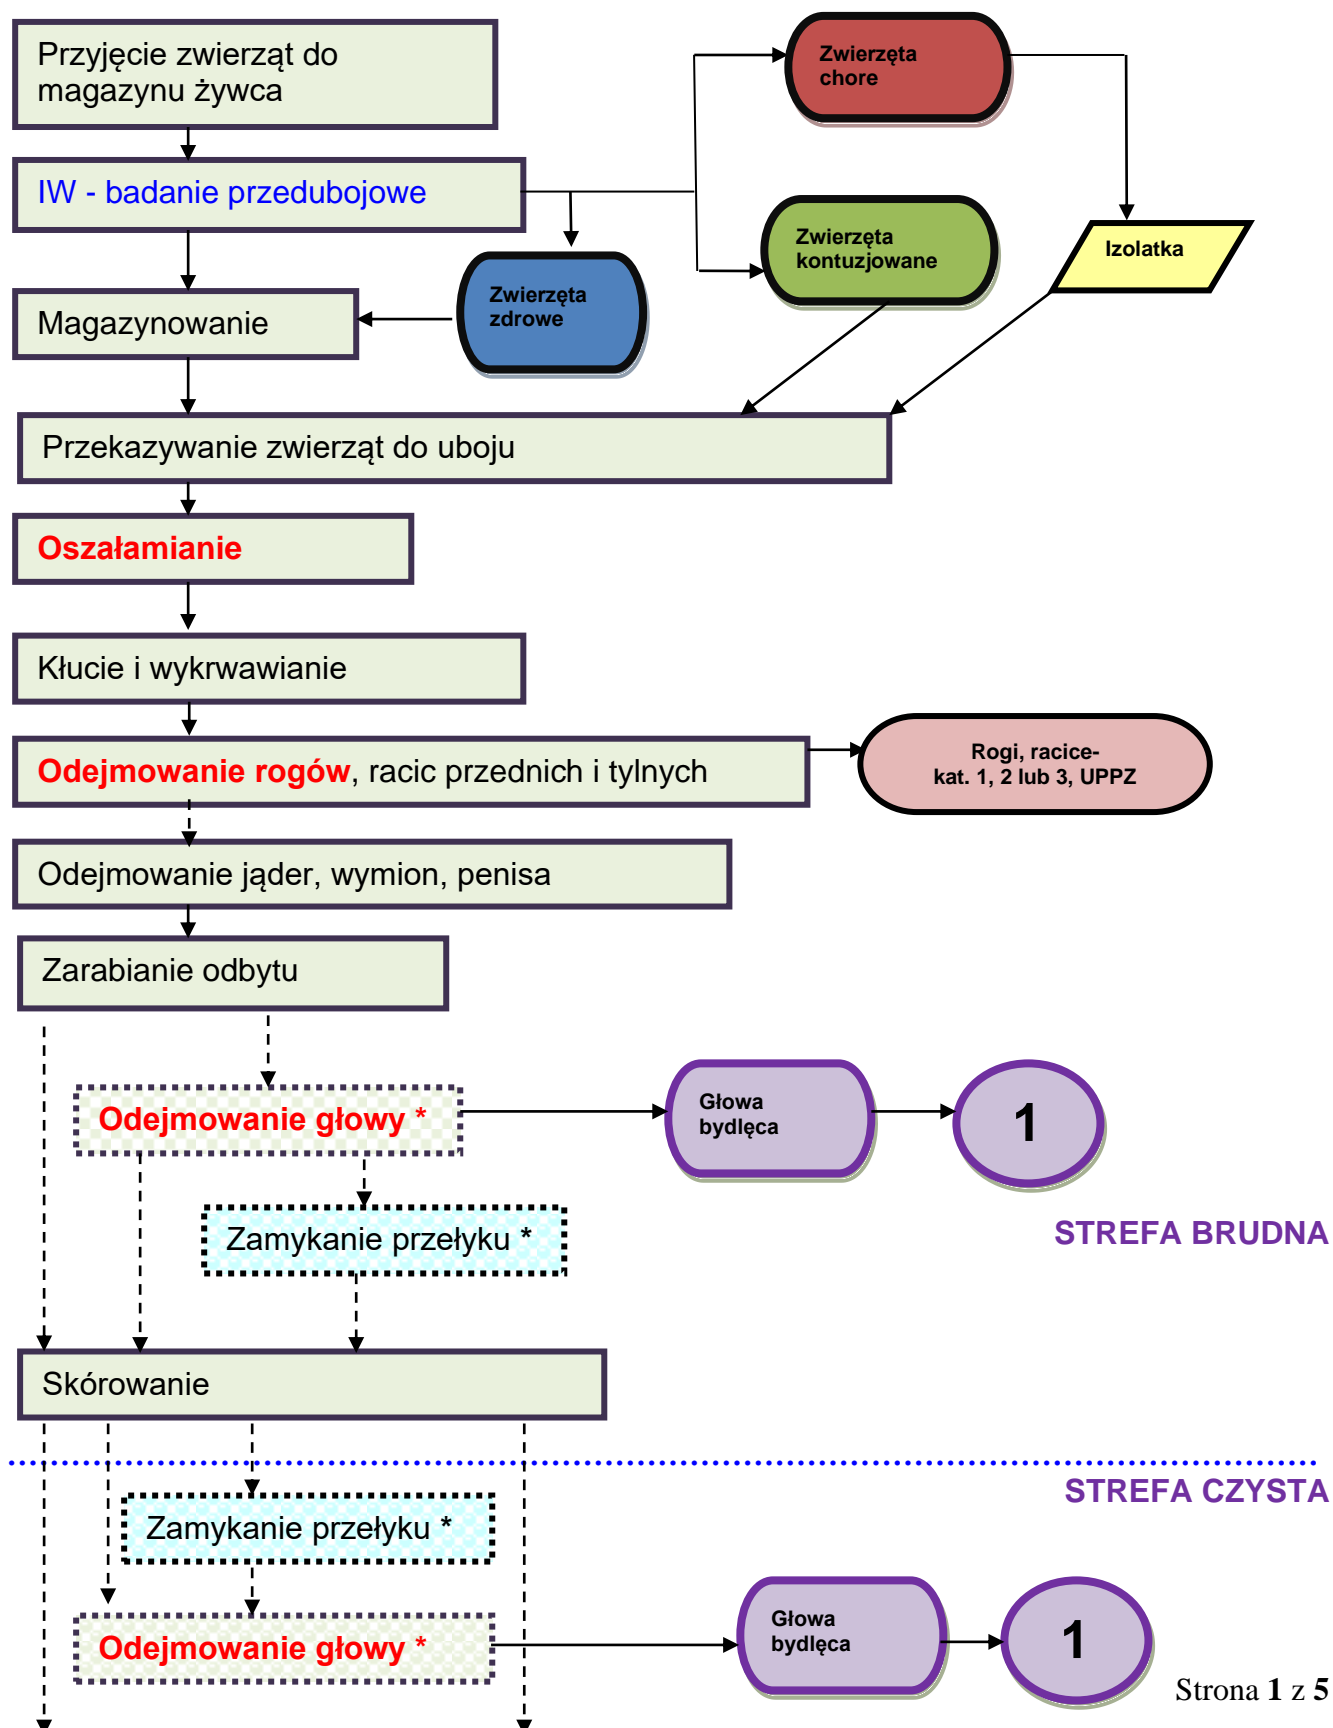 Przyjęcie zwierząt do
magazynu żywca
Zwierzęta
chore
IW - badanie przedubojowe
Zwierzęta
kontuzjowane
Izolatka
Zwierzęta
zdrowe
Magazynowanie
Przekazywanie zwierząt do uboju
Oszałamianie
Kłucie i wykrwawianie
Odejmowanie rogów, racic przednich i tylnych
Rogi, racice-
kat. 1, 2 lub 3, UPPZ
Odejmowanie jąder, wymion, penisa
Zarabianie odbytu
Odejmowanie głowy *
Głowa
bydlęca
1
Zamykanie przełyku *
STREFA BRUDNA
Skórowanie
STREFA CZYSTA
Zamykanie przełyku *
Odejmowanie głowy *
Głowa
bydlęca
1
Strona 1 z 5